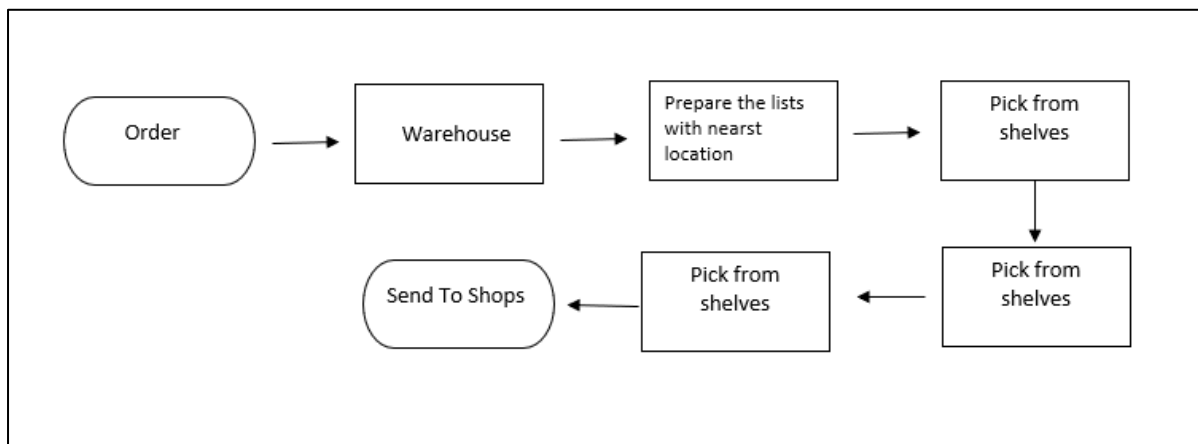 Order
Warehouse
Prepare the lists
with nearst
location
Pick from
shelves
Pick from
shelves
Pick from
shelves
Send To Shops